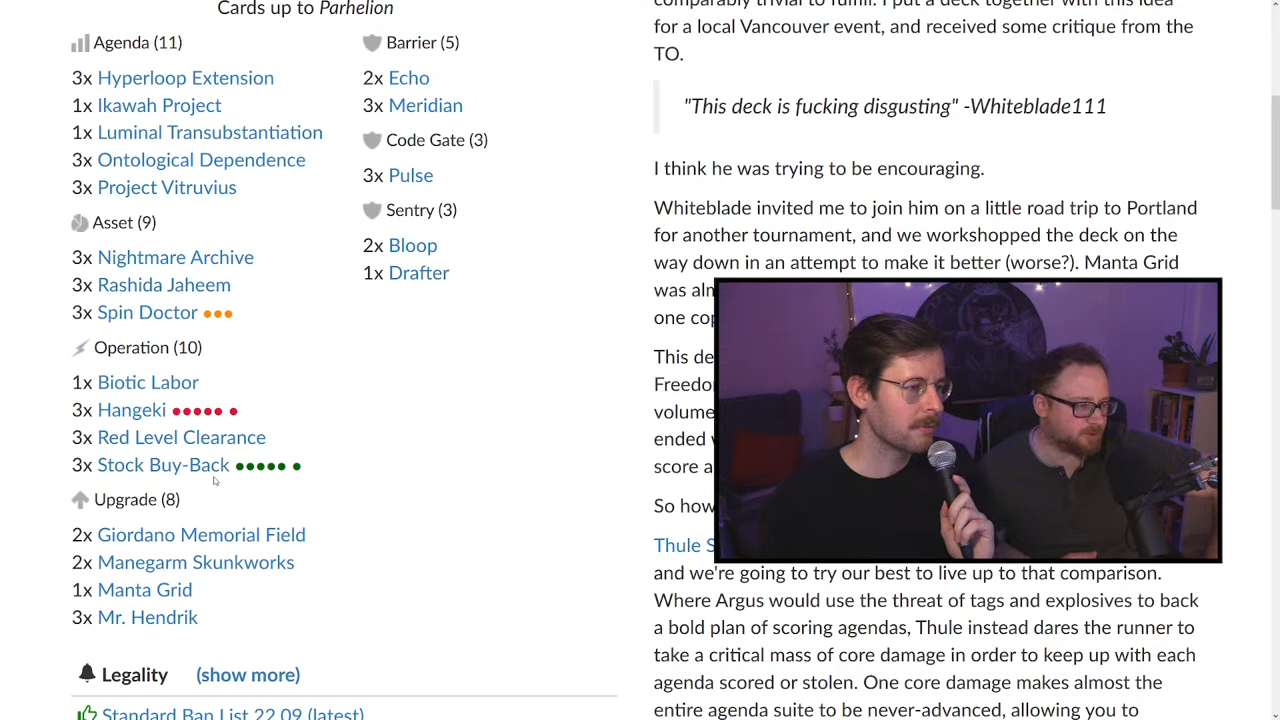 Cards up to Parhelion
Agenda (11)
3x Hyperloop Extension
1x Ikawah Project
1x Luminal Transubstantiation
3x Ontological Dependence
3x Project Vitruvius
Asset (9)
3x Nightmare Archive
3x Rashida Jaheem
3x Spin Doctor
Operation (10)
1x Biotic Labor
3x Hangeki
3x Red Level Clearance
3x Stock Buy-Back
Upgrade (8)
2x Giordano Memorial Field
2x Manegarm Skunkworks
1x Manta Grid
3x Mr. Hendrik
Barrier (5)
2x Echo
3x Meridian
Code Gate (3)
3x Pulse
Sentry (3)
2x Bloop
1x Drafter
Legality (show more)
Standard Ban List 22.09 (latest)
comparably trivial to fulfil. I put a deck together with this idea
for a local Vancouver event, and received some critique from the
TO.
"This deck is fucking disgusting" -Whiteblade111
I think he was trying to be encouraging.
Whiteblade invited me to join him on a little road trip to Portland
for another tournament, and we workshopped the deck on the
way down in an attempt to make it better (worse?). Manta Grid
was
one
This
volume
ended
score a
So how
Thule
and we're going to try our best to live up to that comparison.
Where Argus would use the threat of tags and explosives to back
a bold plan of scoring agendas, Thule instead dares the runner to
take a critical mass of core damage in order to keep up with each
agenda scored or stolen. One core damage makes almost the
entire agenda suite to be never-advanced, allowing you to